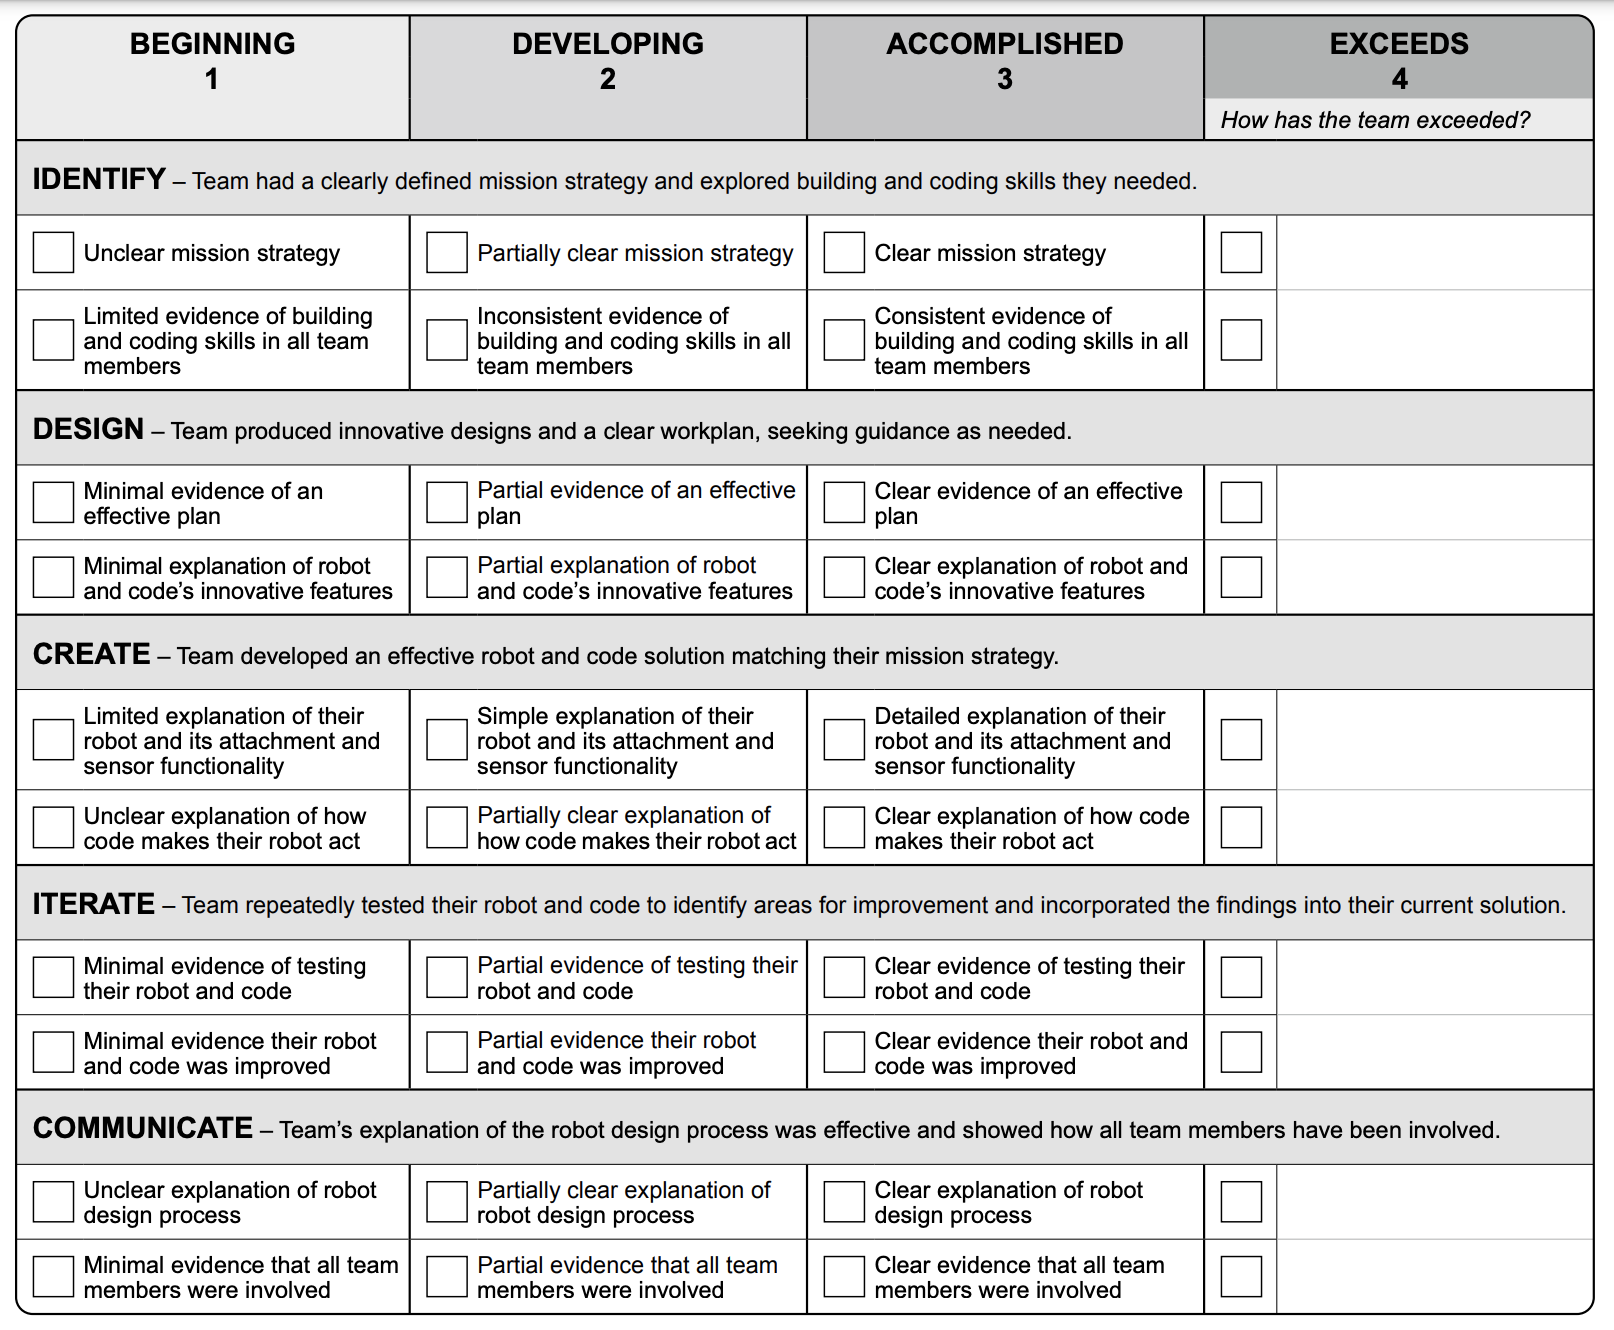 BEGINNING
1
DEVELOPING
2
ACCOMPLISHED
3
EXCEEDS
4
How has the team exceeded?
IDENTIFY – Team had a clearly defined mission strategy and explored building and coding skills they needed.
Unclear mission strategy
Partially clear mission strategy
Clear mission strategy
Limited evidence of building
and coding skills in all team
members
Inconsistent evidence of
building and coding skills in all
team members
Consistent evidence of
building and coding skills in all
team members
DESIGN – Team produced innovative designs and a clear workplan, seeking guidance as needed.
Minimal evidence of an
effective plan
Partial evidence of an effective
plan
Clear evidence of an effective
plan
Minimal explanation of robot
and code’s innovative features
Partial explanation of robot
and code’s innovative features
Clear explanation of robot and
code’s innovative features
CREATE – Team developed an effective robot and code solution matching their mission strategy.
Limited explanation of their
robot and its attachment and
sensor functionality
Simple explanation of their
robot and its attachment and
sensor functionality
Detailed explanation of their
robot and its attachment and
sensor functionality
Unclear explanation of how
code makes their robot act
Partially clear explanation of
how code makes their robot act
Clear explanation of how code
makes their robot act
ITERATE – Team repeatedly tested their robot and code to identify areas for improvement and incorporated the findings into their current solution.
Minimal evidence of testing
their robot and code
Partial evidence of testing their
robot and code
Clear evidence of testing their
robot and code
Minimal evidence their robot
and code was improved
Partial evidence their robot
and code was improved
Clear evidence their robot and
code was improved
COMMUNICATE – Team’s explanation of the robot design process was effective and showed how all team members have been involved.
Unclear explanation of robot
design process
Partially clear explanation of
robot design process
Clear explanation of robot
design process
Minimal evidence that all team
members were involved
Partial evidence that all team
members were involved
Clear evidence that all team
members were involved